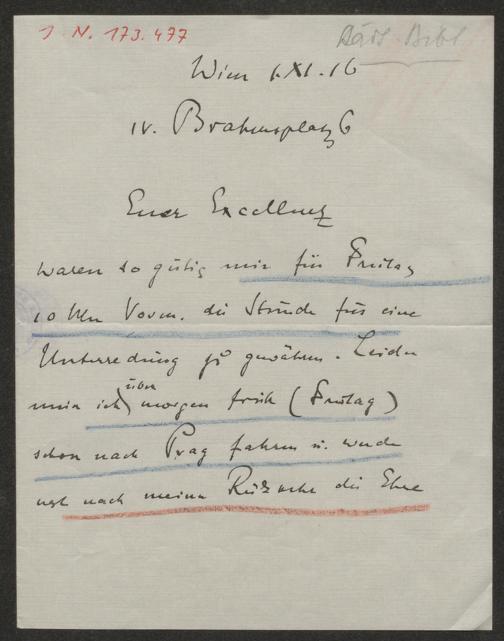 J. N. 173.477
Wien 1.XI.16
IV. Brahmsplatz 6
Euer Excellenz
waren so gütig mir für Freitag
10 Uhr Vorm. die Stunde für eine
Unterredung zu gewähren. Leider
muss ich über morgen früh (Freitag)
schon nach Prag fahren u. werde
erst nach meiner Rückkehr die Ehre